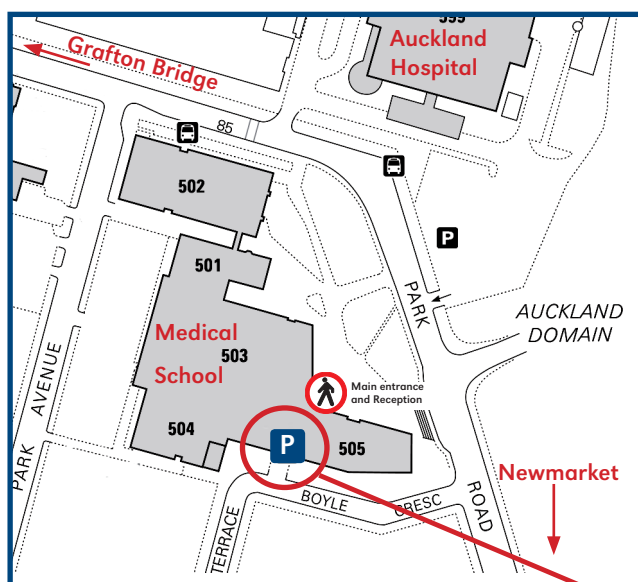 599
Auckland
Hospital
Grafton Bridge
85
502
501
PARK
AUCKLAND
DOMAIN
P
Medical
School
503
Main entrance
and Reception
PARK AVENUE
504
P
505
Newmarket
BOYLE CRESC
ROAD
TERRACE